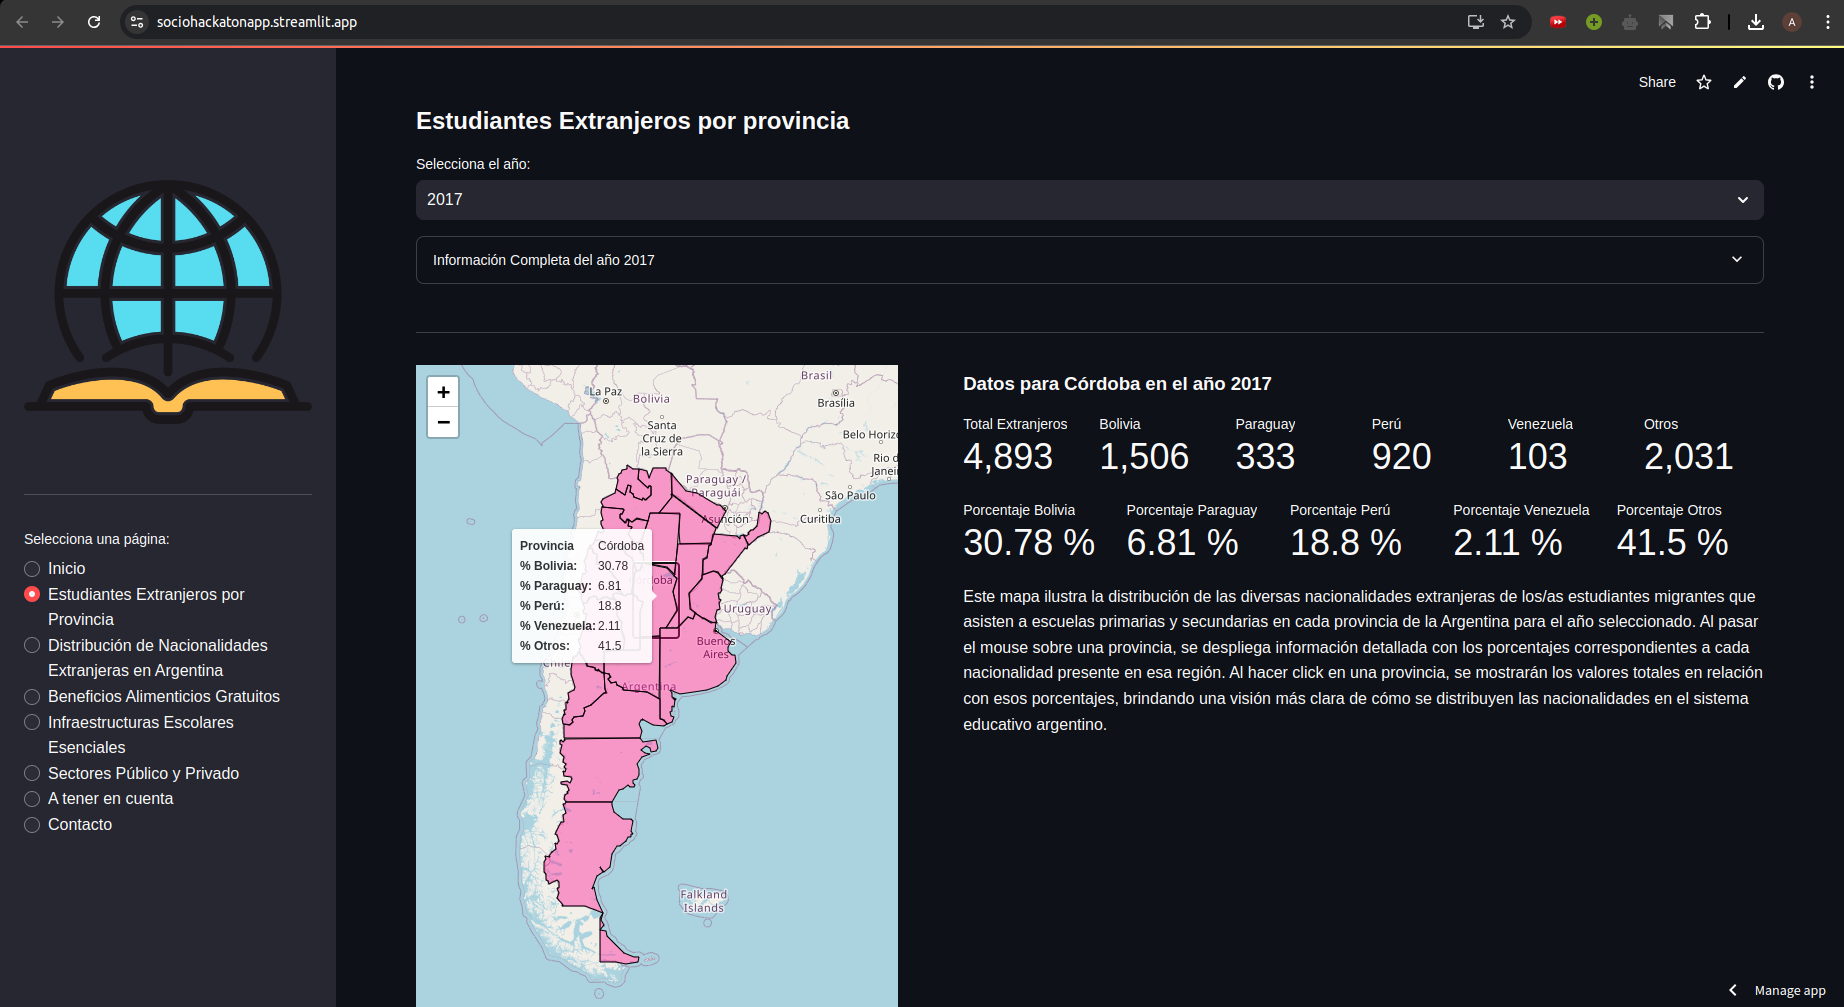 sociohackatonapp.streamlit.app
A
Share
Selecciona una página:
Inicio
Estudiantes Extranjeros por
Provincia
Distribución de Nacionalidades
Extranjeras en Argentina
Beneficios Alimenticios Gratuitos
Infraestructuras Escolares
Esenciales
Sectores Público y Privado
A tener en cuenta
Contacto
Estudiantes Extranjeros por provincia
Selecciona el año:
2017
Información Completa del año 2017
+
−
Brasil
La Paz
Bolivia
Brasília
Santa
Cruz de
la Sierra
Belo Horizo
Rio d
Janei
Paraguay /
Paraguái
São Paulo
Asunción
Curitiba
Provincia Córdoba
% Bolivia: 30.78
% Paraguay: 6.81
% Perú: 18.8
% Venezuela: 2.11
% Otros: 41.5
Uruguay
Buenos
Aires
Argentina
Falkland
Islands
Datos para Córdoba en el año 2017
Total Extranjeros Bolivia Paraguay Perú Venezuela Otros
4,893 1,506 333 920 103 2,031
Porcentaje Bolivia Porcentaje Paraguay Porcentaje Perú Porcentaje Venezuela Porcentaje Otros
30.78 % 6.81 % 18.8 % 2.11 % 41.5 %
Este mapa ilustra la distribución de las diversas nacionalidades extranjeras de los/as estudiantes migrantes que
asisten a escuelas primarias y secundarias en cada provincia de la Argentina para el año seleccionado. Al pasar
el mouse sobre una provincia, se despliega información detallada con los porcentajes correspondientes a cada
nacionalidad presente en esa región. Al hacer click en una provincia, se mostrarán los valores totales en relación
con esos porcentajes, brindando una visión más clara de cómo se distribuyen las nacionalidades en el sistema
educativo argentino.
Manage app